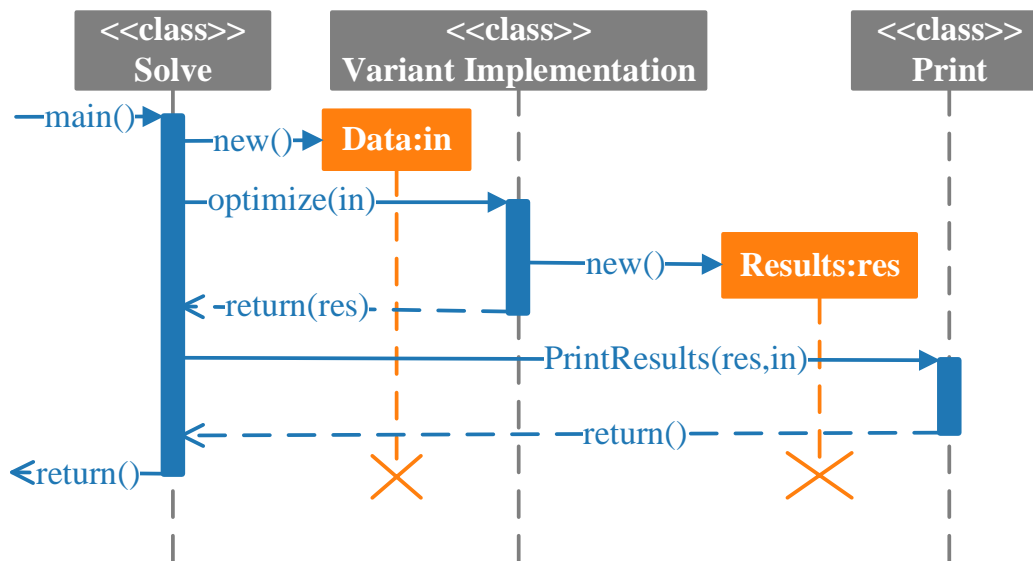 <<class>>
Solve
<<class>>
Variant Implementation
<<class>>
Print
main()
new()
Data:in
optimize(in)
new()
Results:res
return(res)
PrintResults(res,in)
return()
return()